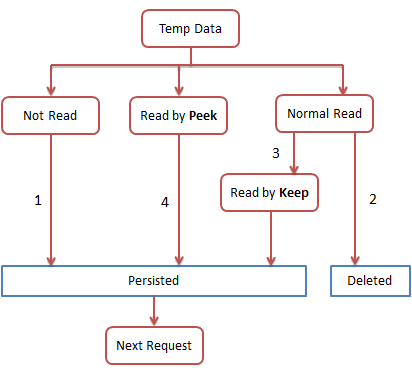 Temp Data
Not Read
Read by Peek
Normal Read
3
Read by Keep
1
4
2
Persisted
Deleted
Next Request